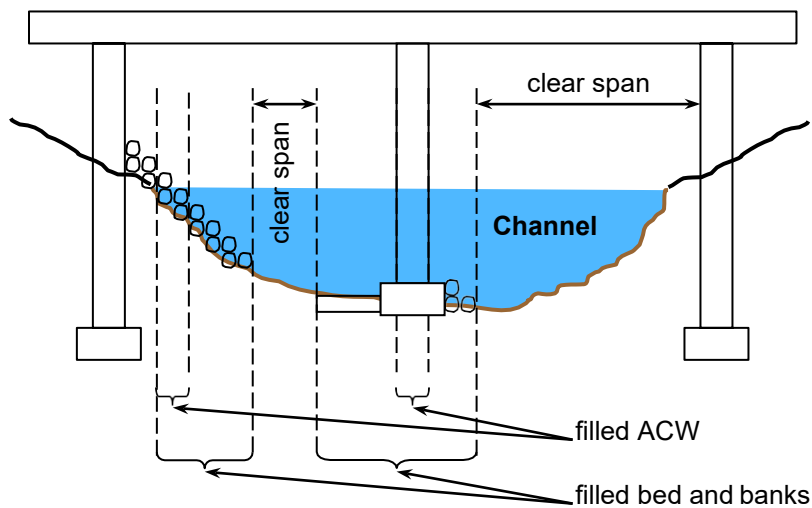 clear span
clear span
Channel
filled ACW
filled bed and banks